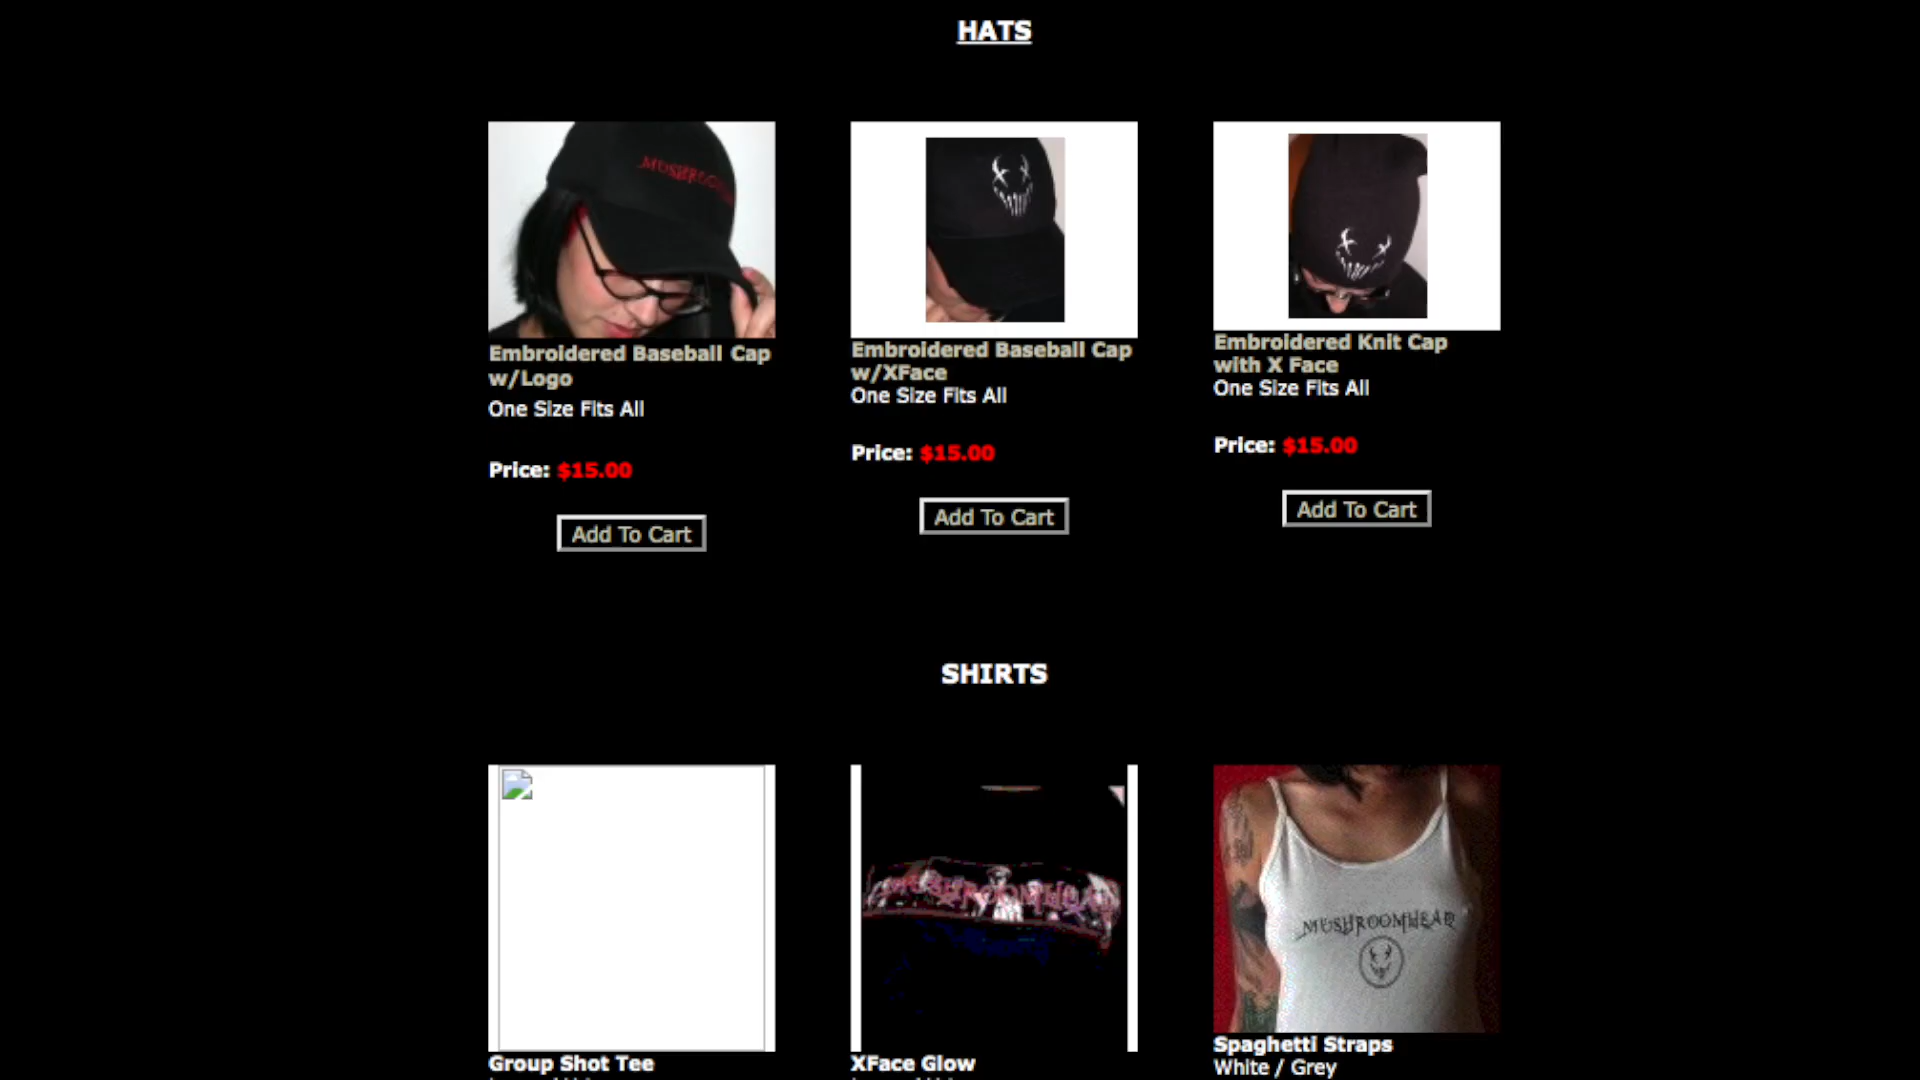 HATS
MUSHROOM
Embroidered Baseball Cap
w/Logo
One Size Fits All
Price: $15.00
Add To Cart
Embroidered Baseball Cap
w/XFace
One Size Fits All
Price: $15.00
Add To Cart
Embroidered Knit Cap
with X Face
One Size Fits All
Price: $15.00
Add To Cart
SHIRTS
Group Shot Tee
MUSHROOMHEAD
XFace Glow
MUSHROOMHEAD
Spaghetti Straps
White / Grey